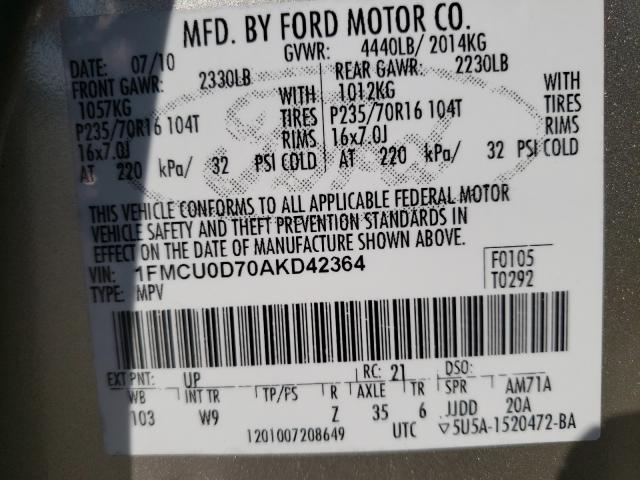 MFD. BY FORD MOTOR CO.
DATE: 07/10 GVWR: 4440LB/ 2014KG
FRONT GAWR: 2330LB REAR GAWR: 2230LB
1057KG WITH 1012KG WITH
P235/70R16 104T TIRES P235/70R16 104T TIRES
16x7.0J RIMS 16x7.0J RIMS
AT 220 kPa/ 32 PSI COLD AT 220 kPa/ 32 PSI COLD
THIS VEHICLE CONFORMS TO ALL APPLICABLE FEDERAL MOTOR
VEHICLE SAFETY AND THEFT PREVENTION STANDARDS IN
EFFECT ON THE DATE OF MANUFACTURE SHOWN ABOVE.
VIN: 1FMCU0D70AKD42364 F0105
TYPE: MPV T0292
EXT PNT: UP RC: 21 DSO:
WB INT TR TP/PS R AXLE TR SPR AM71A
103 W9 Z 35 6 JJDD 20A
1201007208649 UTC ▽5U5A-1520472-BA